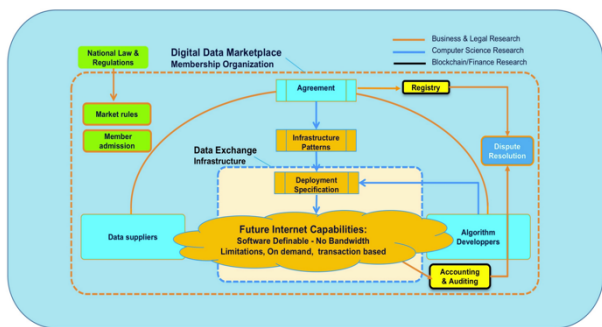 Business & Legal Research
Computer Science Research
Blockchain/Finance Research
National Law &
Regulations
Digital Data Marketplace
Membership Organization
Agreement
Registry
Market rules
Member
admission
Infrastructure
Patterns
Dispute
Resolution
Data Exchange
Infrastructure
Deployment
Specification
Data suppliers
Future Internet Capabilities:
Software Definable - No Bandwidth
Limitations, On demand, transaction based
Algorithm
Developpers
Accounting
& Auditing